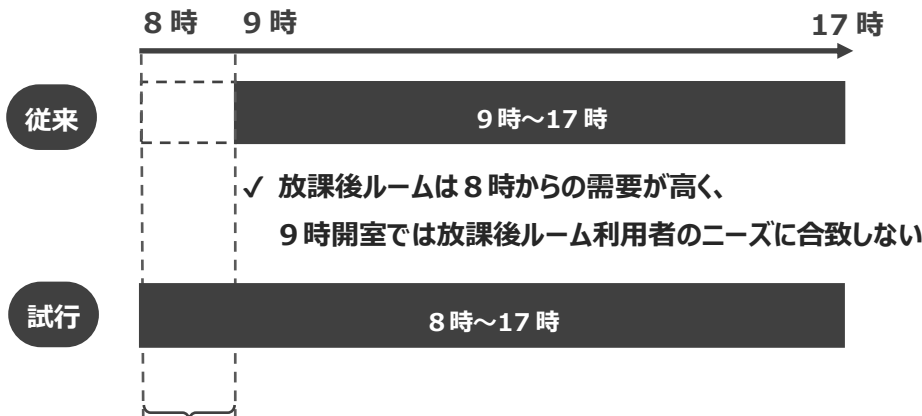 ８時 ９時 17時
従来
９時～17時
✓ 放課後ルームは８時からの需要が高く、
９時開室では放課後ルーム利用者のニーズに合致しない
試行
８時～17時